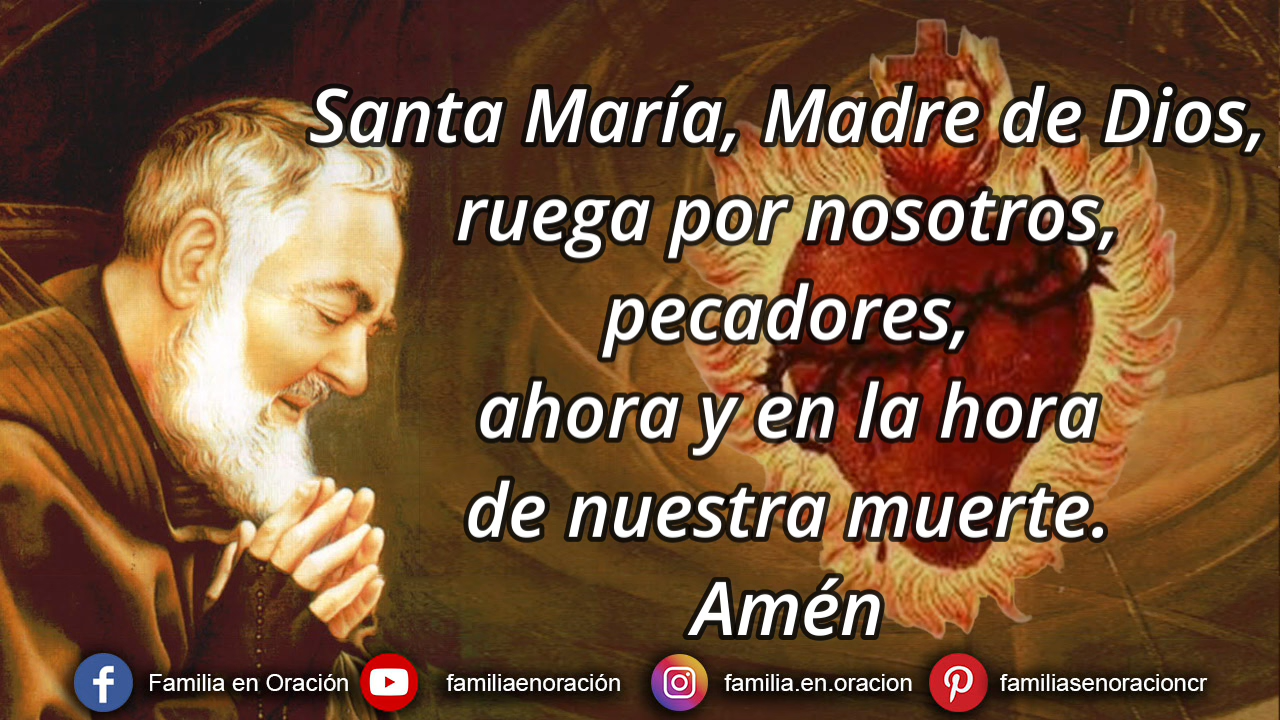 Santa María, Madre de Dios,
ruega por nosotros,
pecadores,
ahora y en la hora
de nuestra muerte.
Amén
Familia en Oración familiaenoración familia.en.oracion familiasenoracioncr